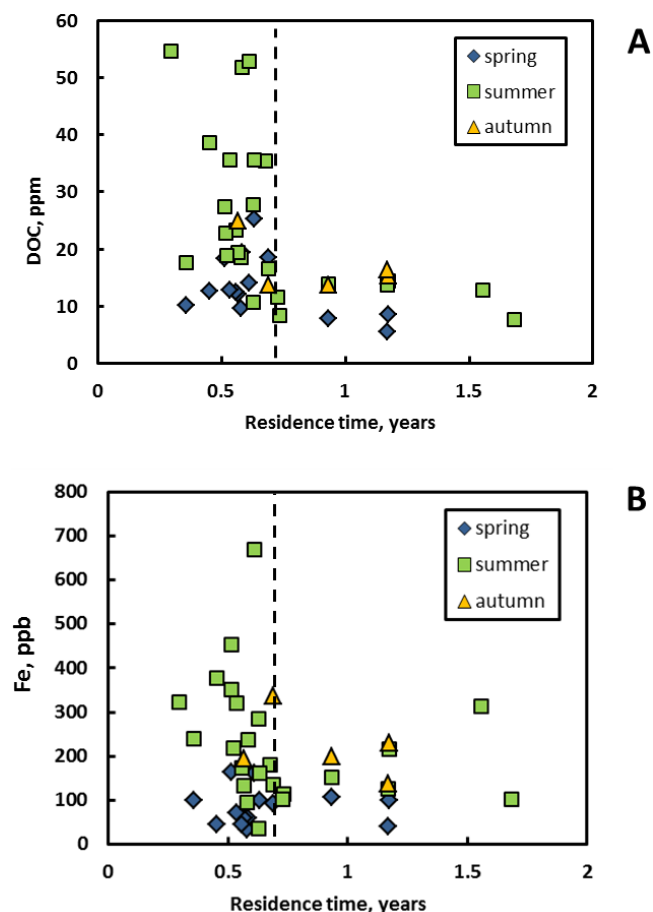 A
60
50
40
30
20
10
0
DOC, ppm
spring
summer
autumn
0 0.5 1 1.5 2
Residence time, years
B
800
700
600
500
400
300
200
100
0
Fe, ppb
spring
summer
autumn
0 0.5 1 1.5 2
Residence time, years